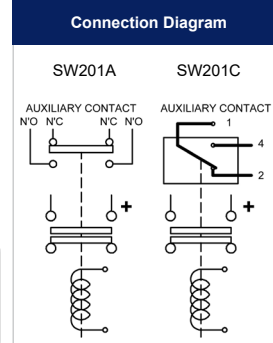 Connection Diagram
SW201A SW201C
AUXILIARY CONTACT AUXILIARY CONTACT
N'O N'C N'C N'O
1
4
2
+ +